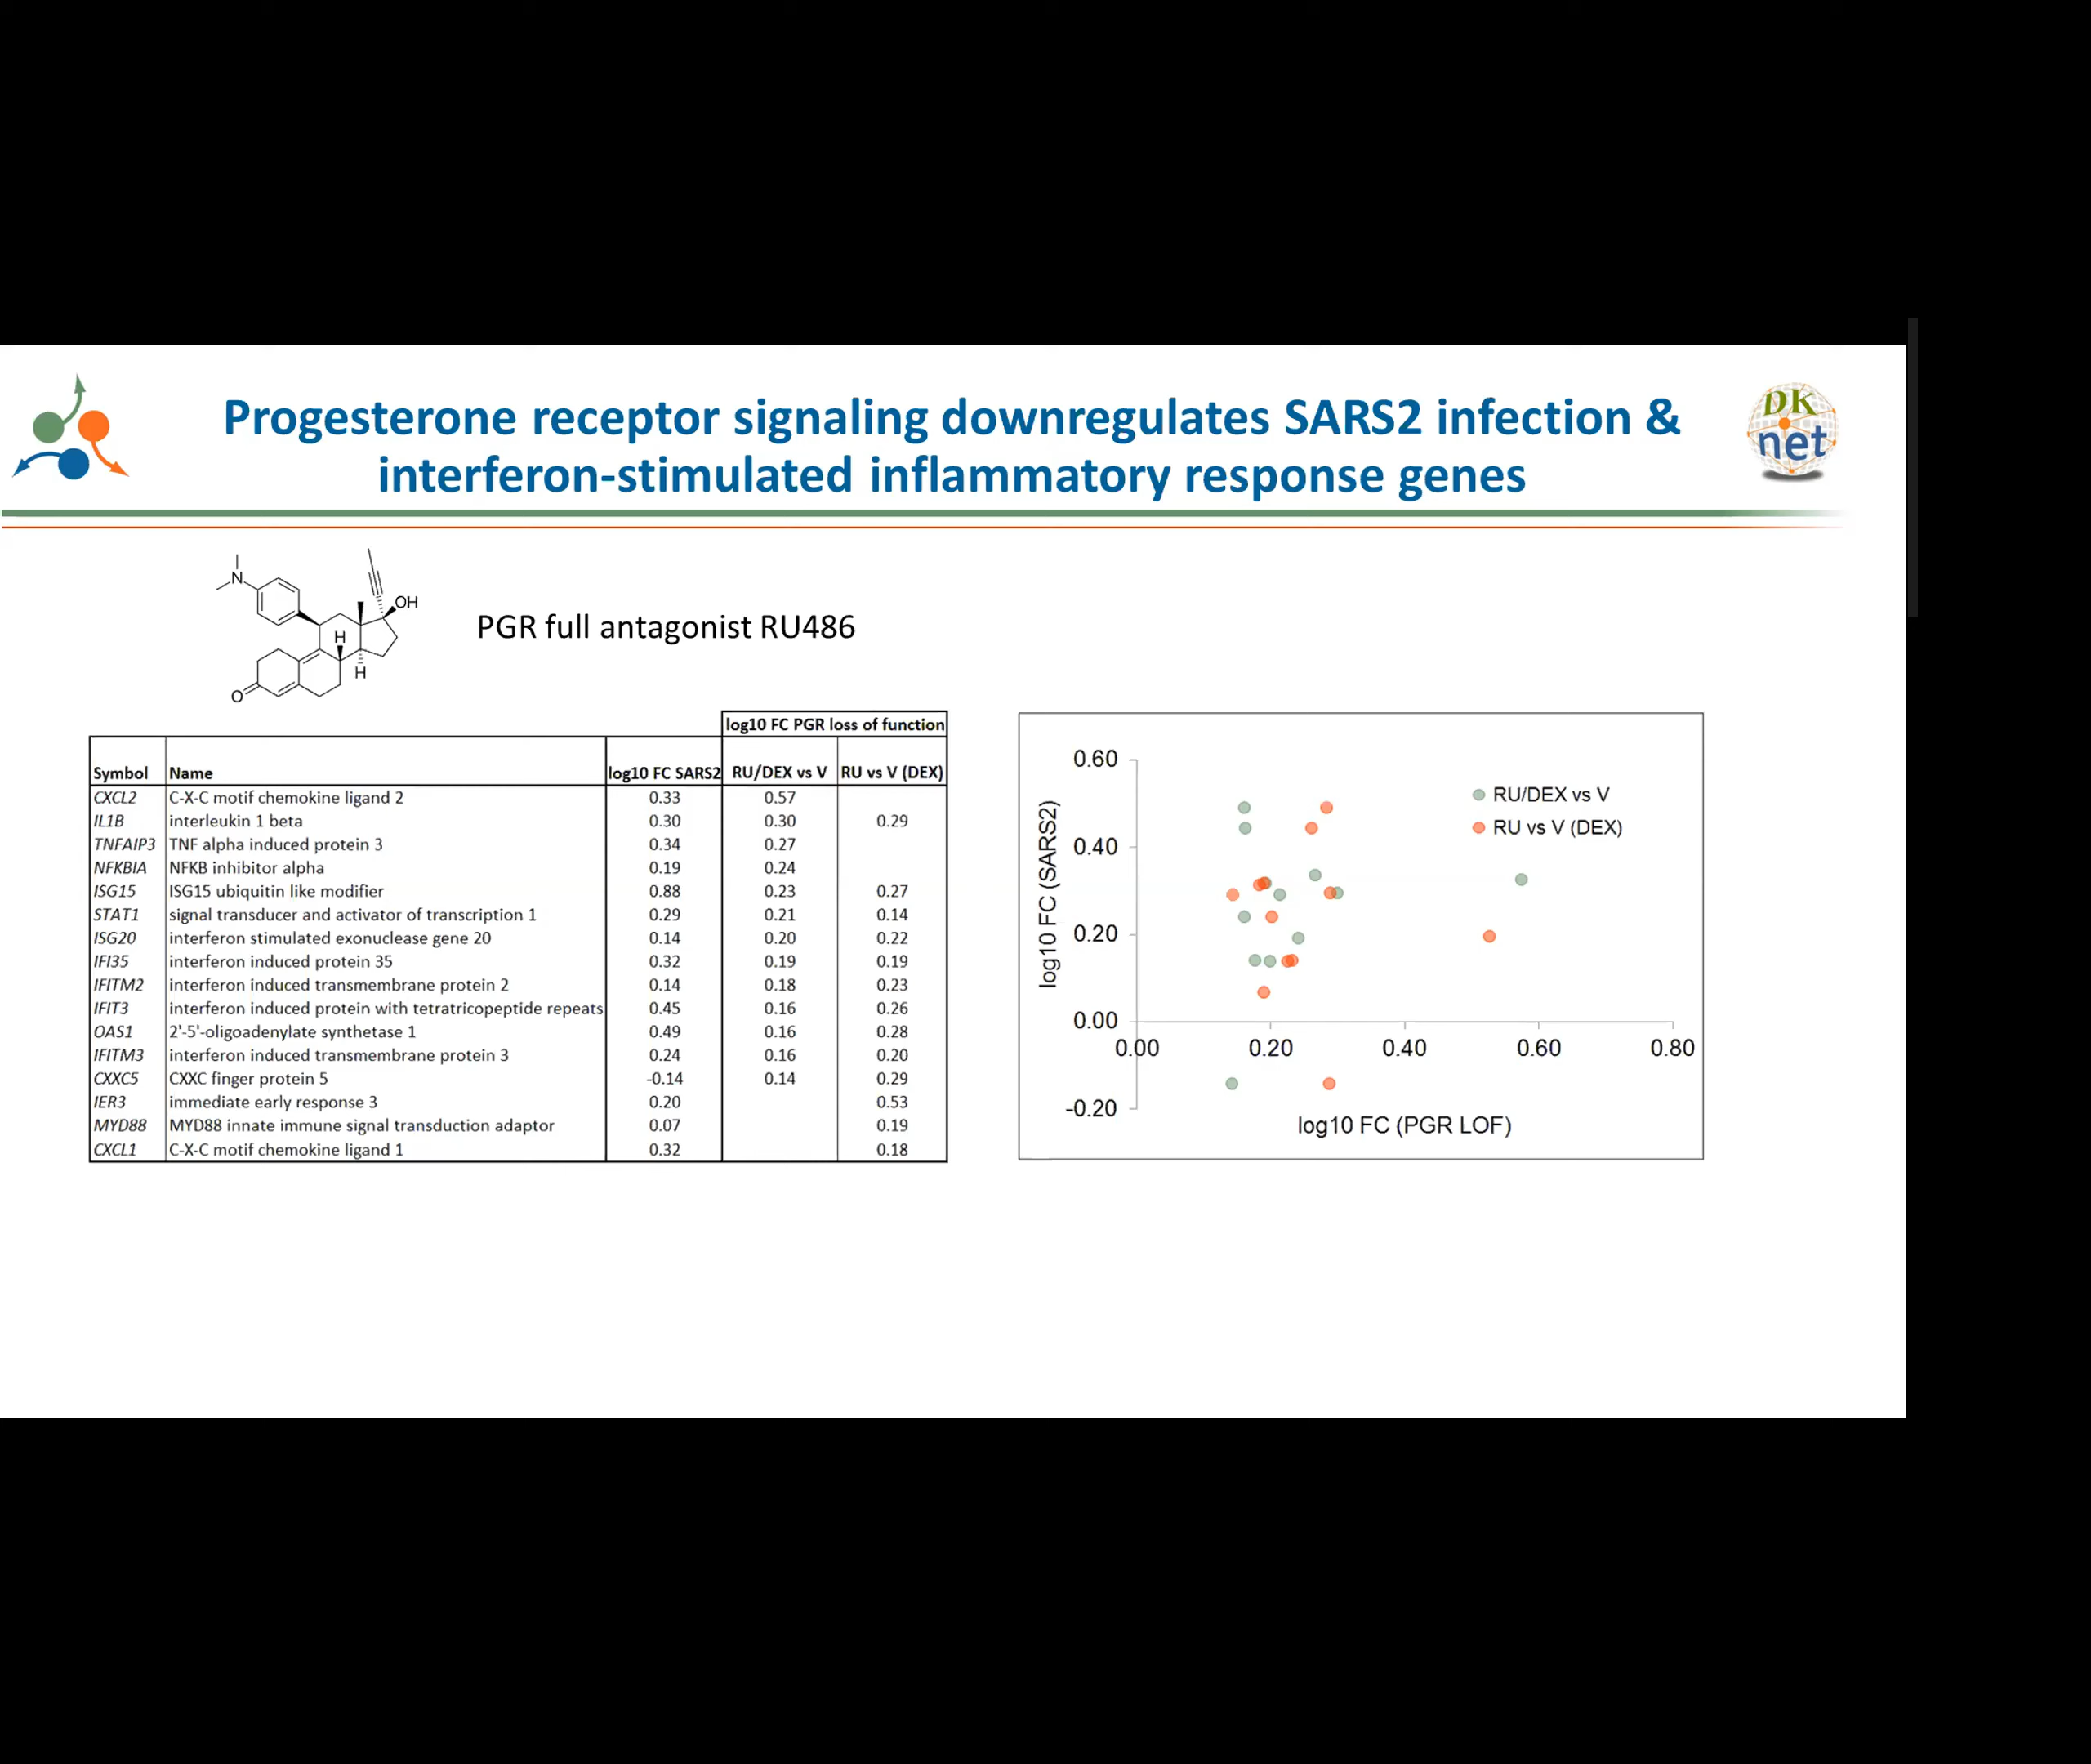 Progesterone receptor signaling downregulates SARS2 infection &
interferon-stimulated inflammatory response genes
DK
net
N
OH
H
H
O
PGR full antagonist RU486
log10 FC PGR loss of function
Symbol Name log10 FC SARS2 RU/DEX vs V RU vs V (DEX)
CXCL2 C-X-C motif chemokine ligand 2 0.33 0.57
IL1B interleukin 1 beta 0.30 0.30 0.29
TNFAIP3 TNF alpha induced protein 3 0.34 0.27
NFKBIA NFKB inhibitor alpha 0.19 0.24
ISG15 ISG15 ubiquitin like modifier 0.88 0.23 0.27
STAT1 signal transducer and activator of transcription 1 0.29 0.21 0.14
ISG20 interferon stimulated exonuclease gene 20 0.14 0.20 0.22
IFI35 interferon induced protein 35 0.32 0.19 0.19
IFITM2 interferon induced transmembrane protein 2 0.14 0.18 0.23
IFIT3 interferon induced protein with tetratricopeptide repeats 0.45 0.16 0.26
OAS1 2'-5'-oligoadenylate synthetase 1 0.49 0.16 0.28
IFITM3 interferon induced transmembrane protein 3 0.24 0.16 0.20
CXXC5 CXXC finger protein 5 -0.14 0.14 0.29
IER3 immediate early response 3 0.20 0.53
MYD88 MYD88 innate immune signal transduction adaptor 0.07 0.19
CXCL1 C-X-C motif chemokine ligand 1 0.32 0.18
log10 FC (SARS2)
0.60
0.40
0.20
0.00
-0.20
RU/DEX vs V
RU vs V (DEX)
0.00 0.20 0.40 0.60 0.80
log10 FC (PGR LOF)